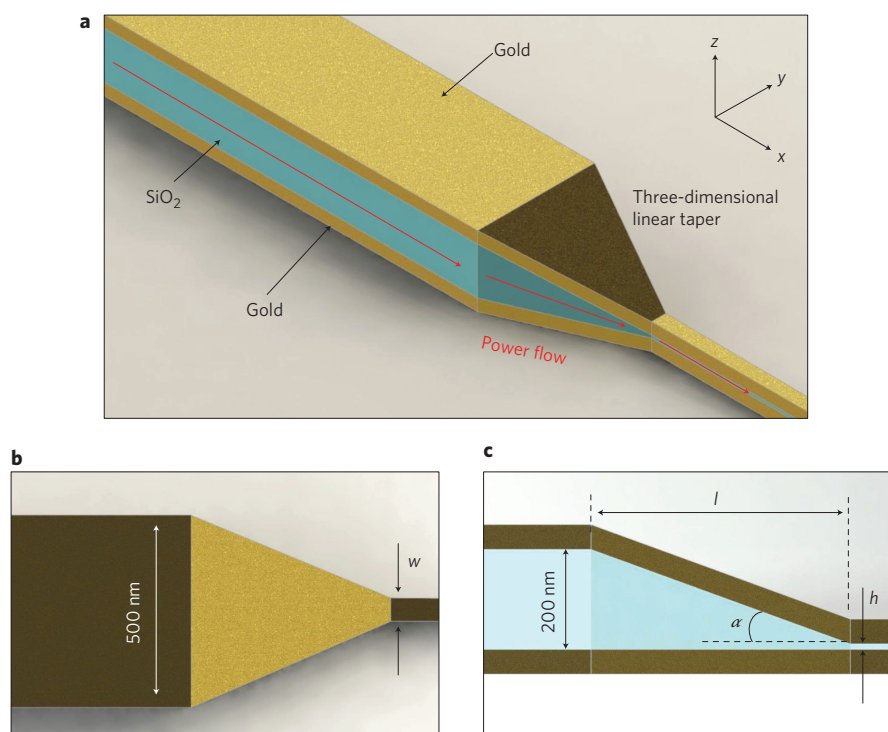 a
Gold
z
y
x
SiO₂
Three-dimensional
linear taper
Gold
Power flow
b
c
w
500 nm
l
200 nm
α
h